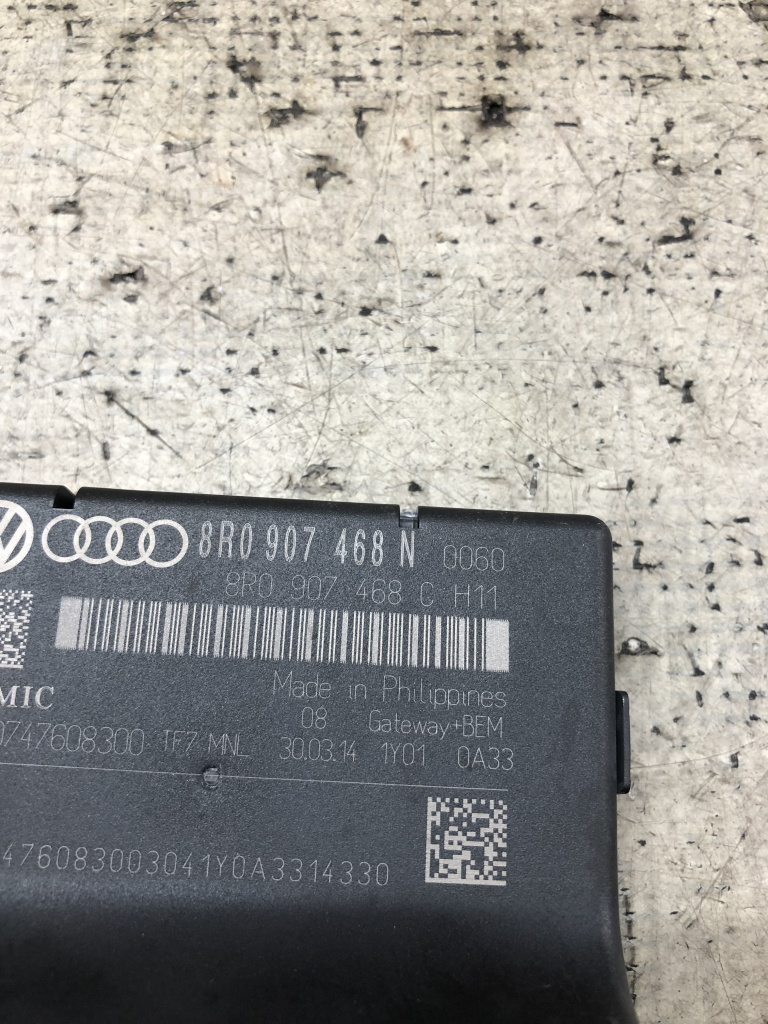 8R0 907 468 N 0060
8R0 907 468 C H11
Made in Philippines
08 Gateway+BEM
0747608300 TF7 MNL 30.03.14 1Y01 0A33
476083003041Y0A3314330